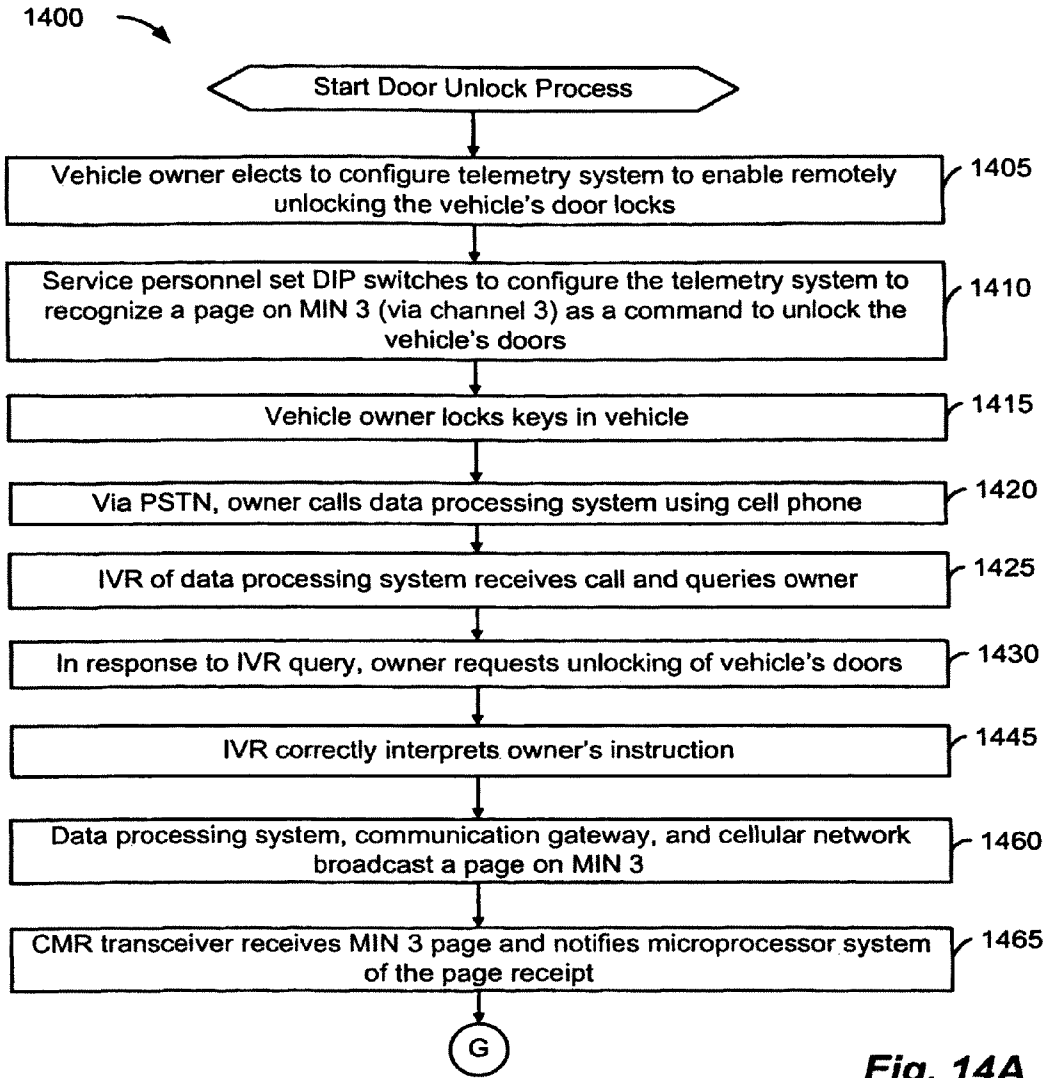 1400
Start Door Unlock Process
Vehicle owner elects to configure telemetry system to enable remotely
unlocking the vehicle's door locks
1405
Service personnel set DIP switches to configure the telemetry system to
recognize a page on MIN 3 (via channel 3) as a command to unlock the
vehicle's doors
1410
Vehicle owner locks keys in vehicle
1415
Via PSTN, owner calls data processing system using cell phone
1420
IVR of data processing system receives call and queries owner
1425
In response to IVR query, owner requests unlocking of vehicle's doors
1430
IVR correctly interprets owner's instruction
1445
Data processing system, communication gateway, and cellular network
broadcast a page on MIN 3
1460
CMR transceiver receives MIN 3 page and notifies microprocessor system
of the page receipt
1465
G
Fig. 14A